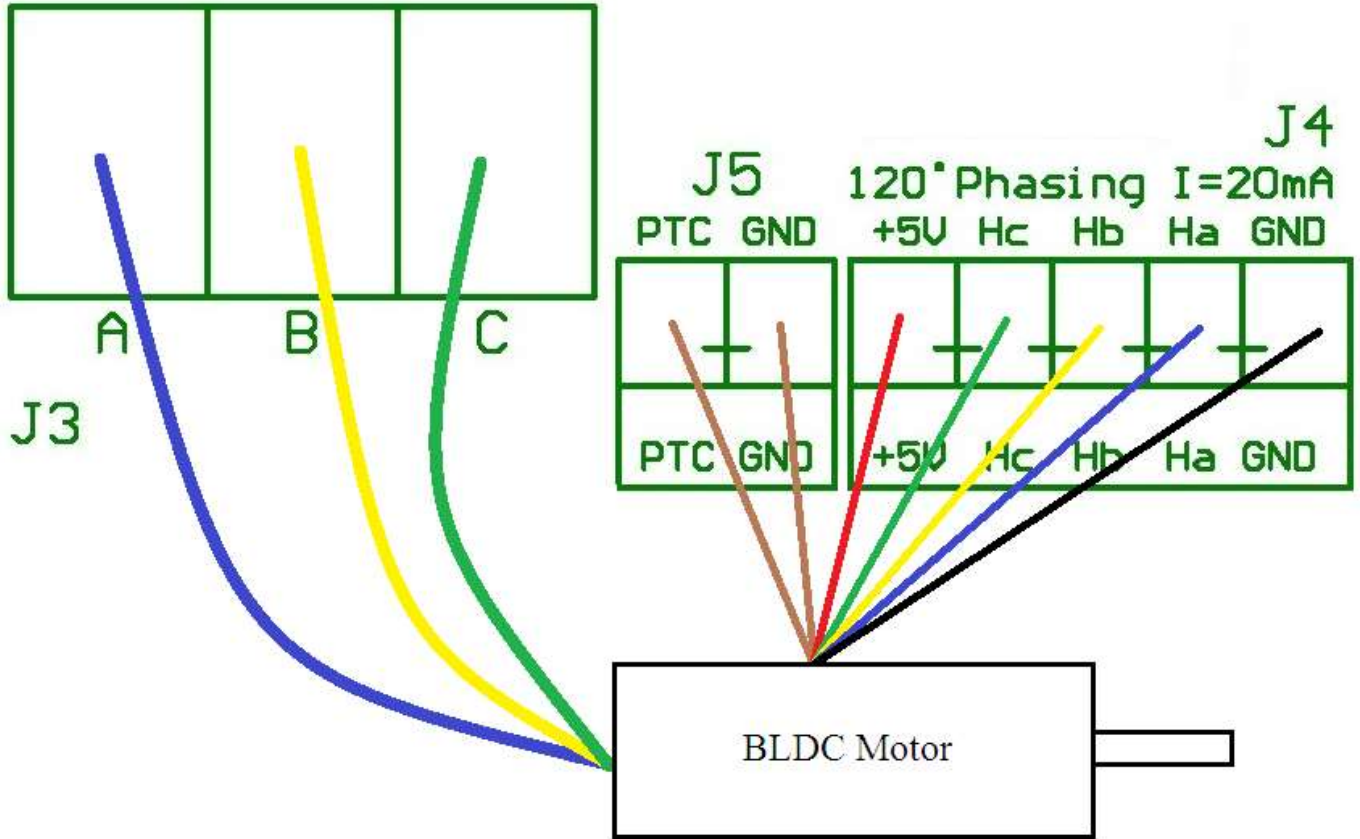 J4
J5
120°Phasing I=20mA
PTC GND
+5V Hc Hb Ha GND
A B C
J3
PTC GND
+5V Hc Hb Ha GND
BLDC Motor